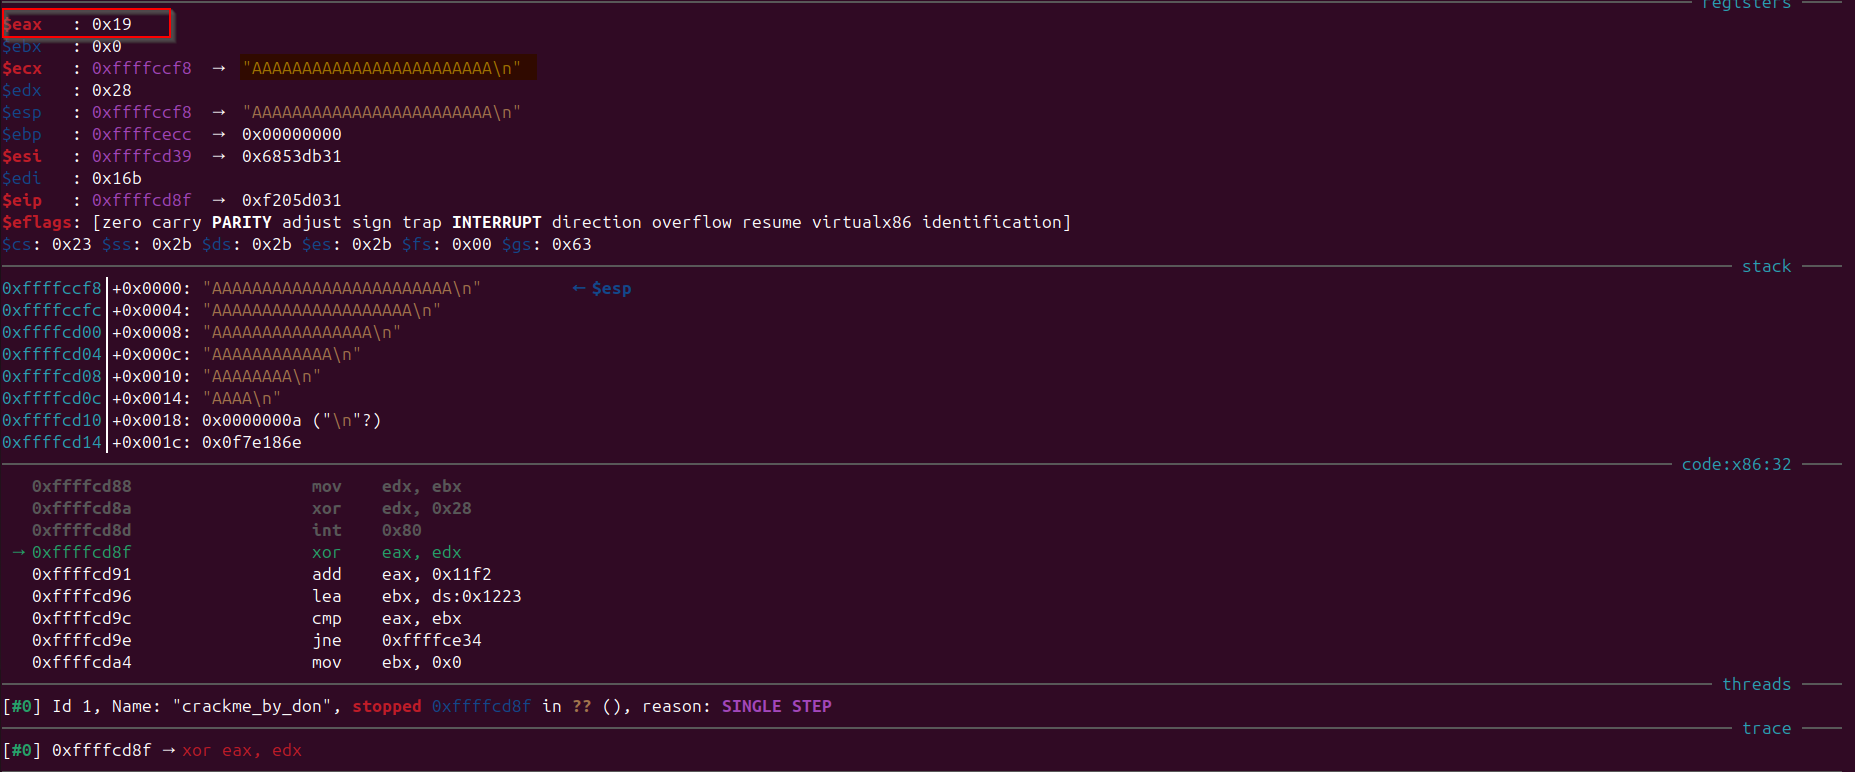 registers
$eax   : 0x19
$ebx   : 0x0
$ecx   : 0xffffccf8  →  "AAAAAAAAAAAAAAAAAAAAAAAA\n"
$edx   : 0x28
$esp   : 0xffffccf8  →  "AAAAAAAAAAAAAAAAAAAAAAAA\n"
$ebp   : 0xffffcecc  →  0x00000000
$esi   : 0xffffcd39  →  0x6853db31
$edi   : 0x16b
$eip   : 0xffffcd8f  →  0xf205d031
$eflags: [zero carry PARITY adjust sign trap INTERRUPT direction overflow resume virtualx86 identification]
$cs: 0x23 $ss: 0x2b $ds: 0x2b $es: 0x2b $fs: 0x00 $gs: 0x63
stack
0xffffccf8│+0x0000: "AAAAAAAAAAAAAAAAAAAAAAAA\n"         ← $esp
0xffffccfc│+0x0004: "AAAAAAAAAAAAAAAAAAAA\n"
0xffffcd00│+0x0008: "AAAAAAAAAAAAAAAA\n"
0xffffcd04│+0x000c: "AAAAAAAAAAAA\n"
0xffffcd08│+0x0010: "AAAAAAAA\n"
0xffffcd0c│+0x0014: "AAAA\n"
0xffffcd10│+0x0018: 0x0000000a ("\n"?)
0xffffcd14│+0x001c: 0x0f7e186e
code:x86:32
0xffffcd88                  mov    edx, ebx
0xffffcd8a                  xor    edx, 0x28
0xffffcd8d                  int    0x80
→ 0xffffcd8f                  xor    eax, edx
0xffffcd91                  add    eax, 0x11f2
0xffffcd96                  lea    ebx, ds:0x1223
0xffffcd9c                  cmp    eax, ebx
0xffffcd9e                  jne    0xffffce34
0xffffcda4                  mov    ebx, 0x0
threads
[#0] Id 1, Name: "crackme_by_don", stopped 0xffffcd8f in ?? (), reason: SINGLE STEP
trace
[#0] 0xffffcd8f → xor eax, edx